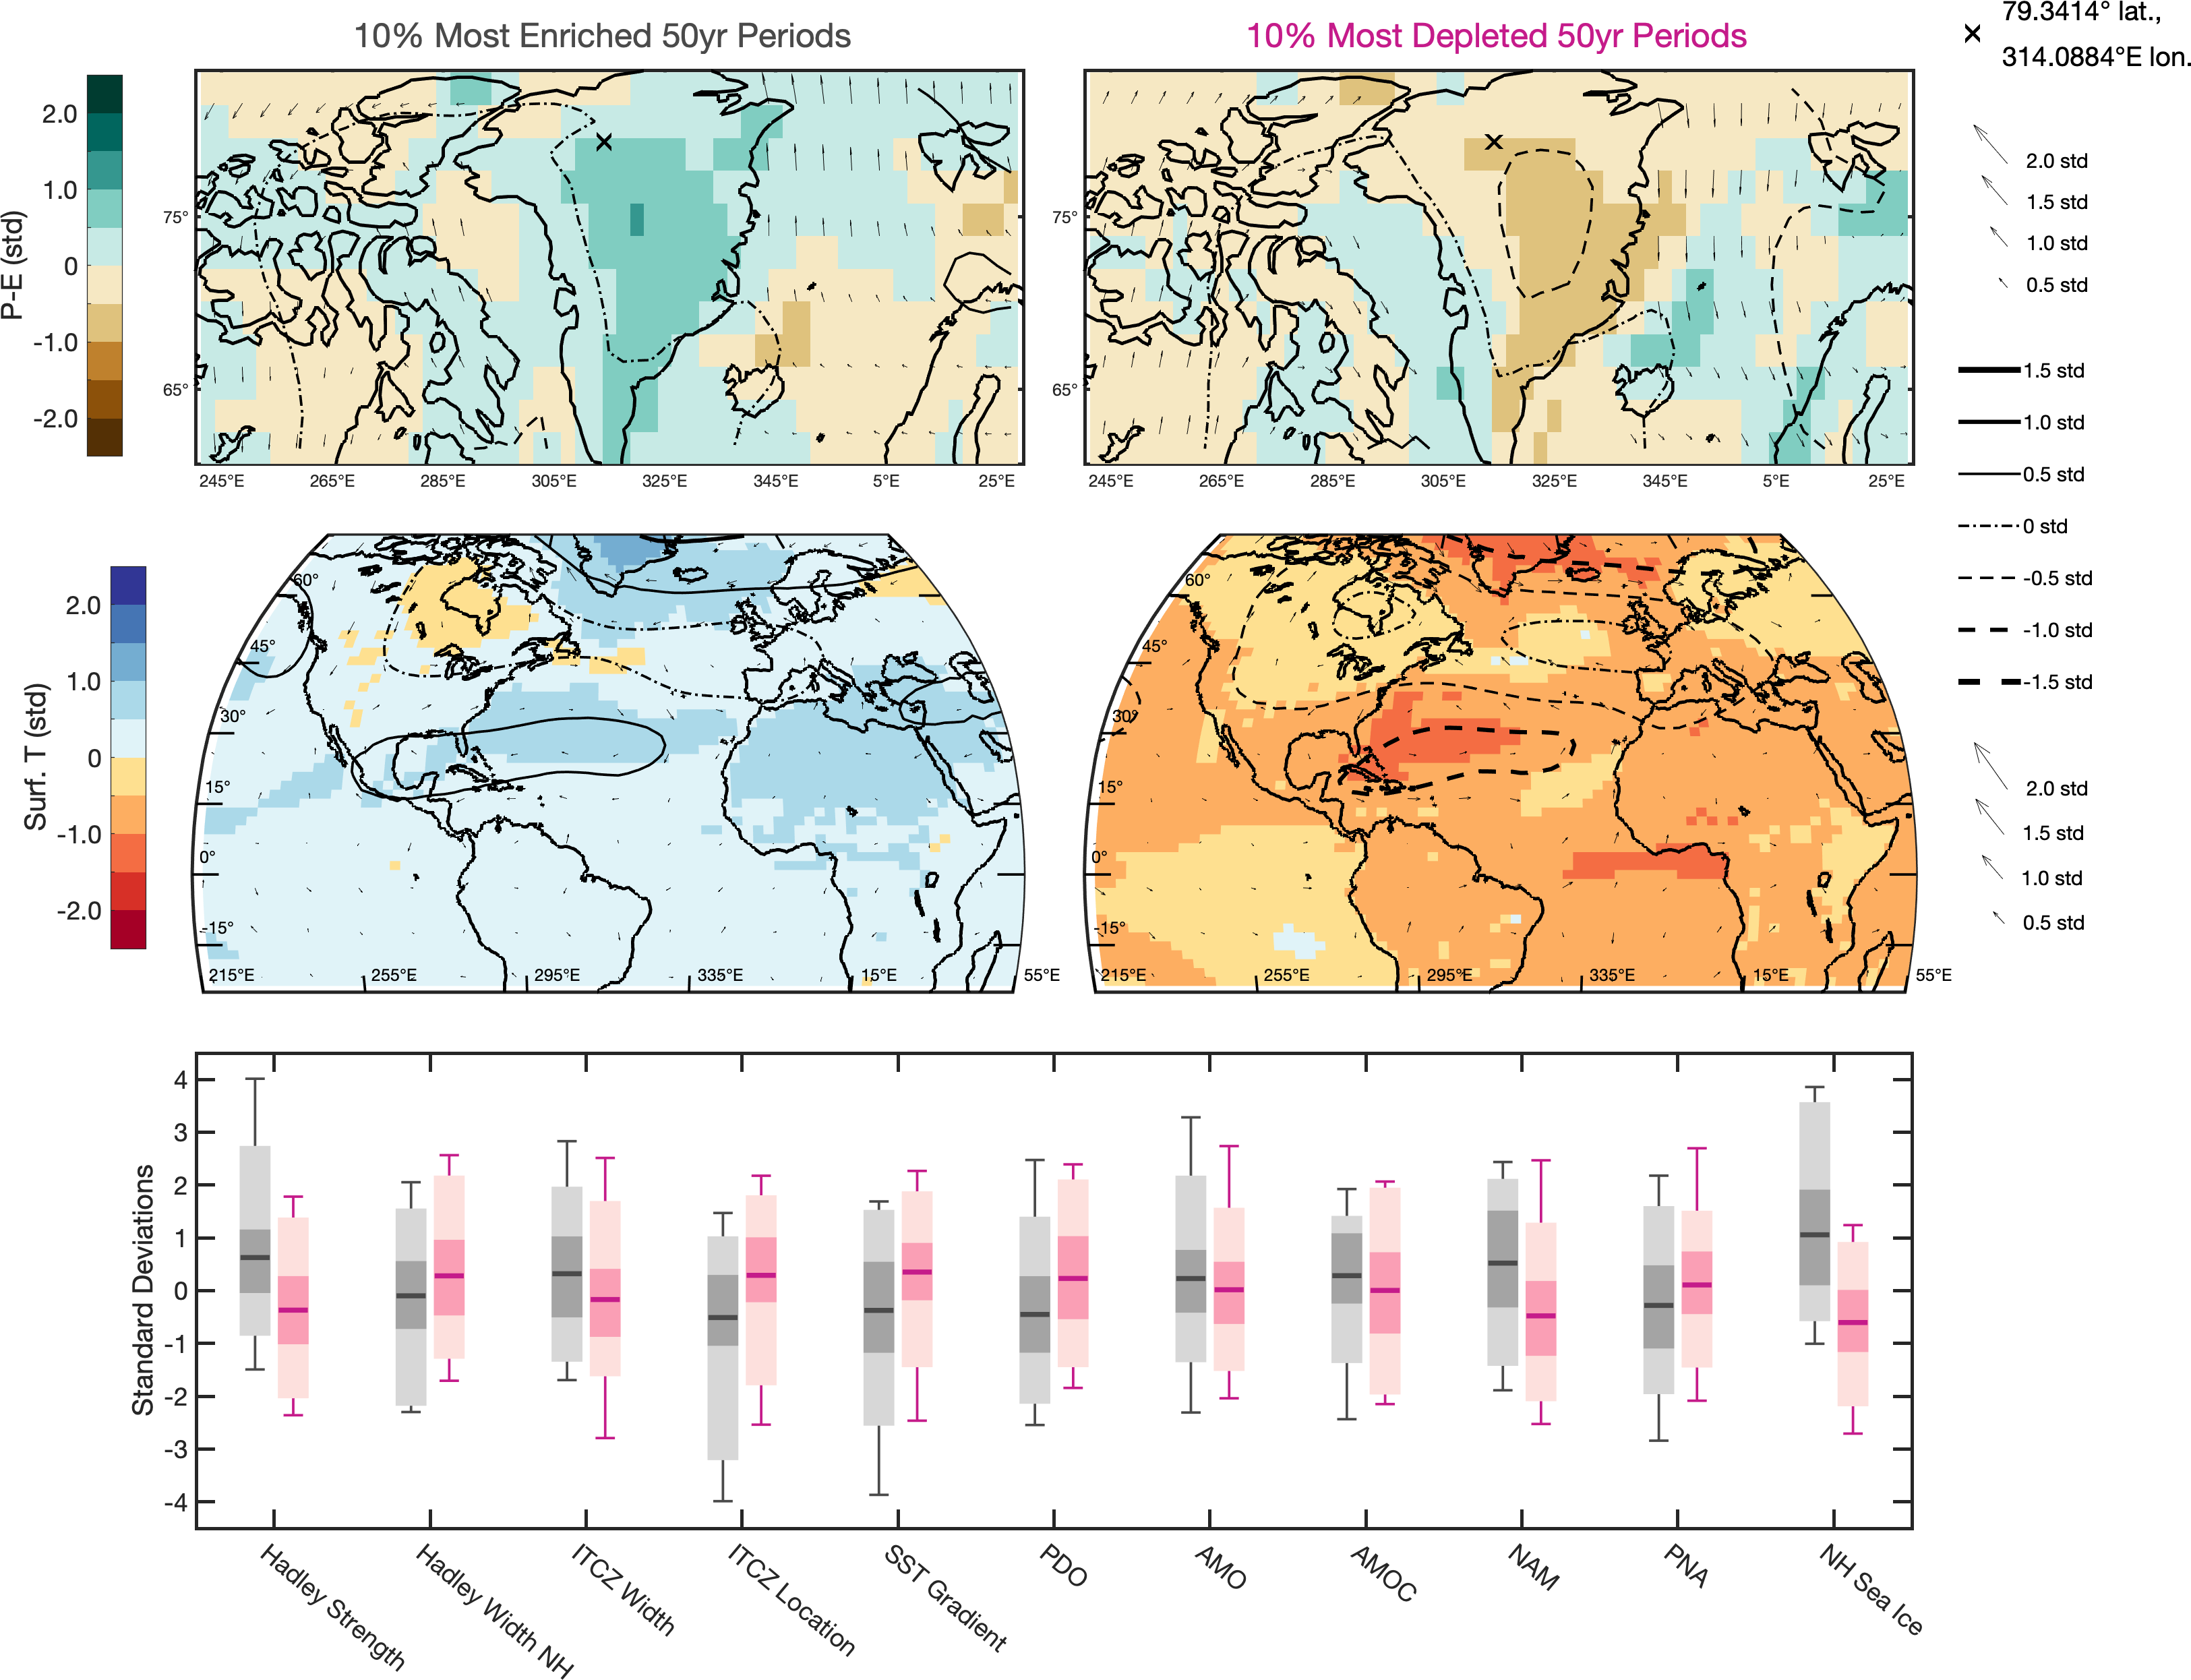 10% Most Enriched 50yr Periods
10% Most Depleted 50yr Periods
79.3414° lat.,
314.0884°E lon.
P-E (std)
2.0
1.0
0
-1.0
-2.0
75°
65°
245°E 265°E 285°E 305°E 325°E 345°E 5°E 25°E
75°
65°
245°E 265°E 285°E 305°E 325°E 345°E 5°E 25°E
2.0 std
1.5 std
1.0 std
0.5 std
1.5 std
1.0 std
0.5 std
0 std
-0.5 std
-1.0 std
-1.5 std
Surf. T (std)
2.0
1.0
0
-1.0
-2.0
60°
45°
30°
15°
0°
-15°
215°E 255°E 295°E 335°E 15°E 55°E
60°
45°
30°
15°
0°
-15°
215°E 255°E 295°E 335°E 15°E 55°E
2.0 std
1.5 std
1.0 std
0.5 std
Standard Deviations
4
3
2
1
0
-1
-2
-3
-4
Hadley Strength
Hadley Width NH
ITCZ Width
ITCZ Location
SST Gradient
PDO
AMO
AMOC
NAM
PNA
NH Sea Ice